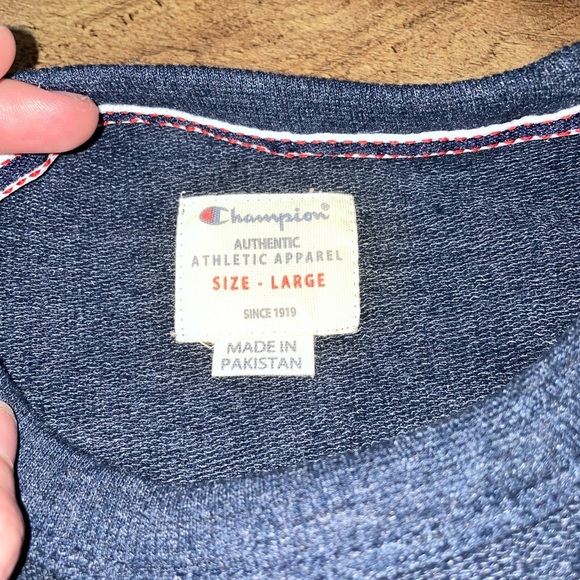 Champion®
AUTHENTIC
ATHLETIC APPAREL
SIZE - LARGE
SINCE 1919
MADE IN
PAKISTAN